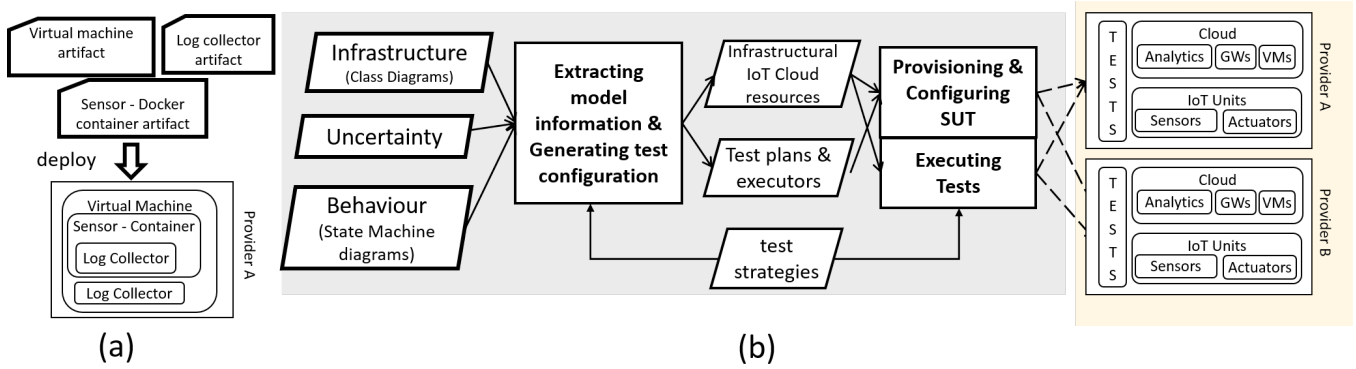 Virtual machine
artifact
Log collector
artifact
Sensor - Docker
container artifact
deploy
Virtual Machine
Sensor - Container
Log Collector
Log Collector
Provider A
(a)
Infrastructure
(Class Diagrams)
Uncertainty
Behaviour
(State Machine
diagrams)
Extracting
model
information &
Generating test
configuration
Infrastructural
IoT Cloud
resources
Test plans &
executors
test
strategies
Provisioning &
Configuring
SUT
Executing
Tests
T
E
S
T
S
Cloud
Analytics GWs VMs
IoT Units
Sensors Actuators
Provider A
T
E
S
T
S
Cloud
Analytics GWs VMs
IoT Units
Sensors Actuators
Provider B
(b)